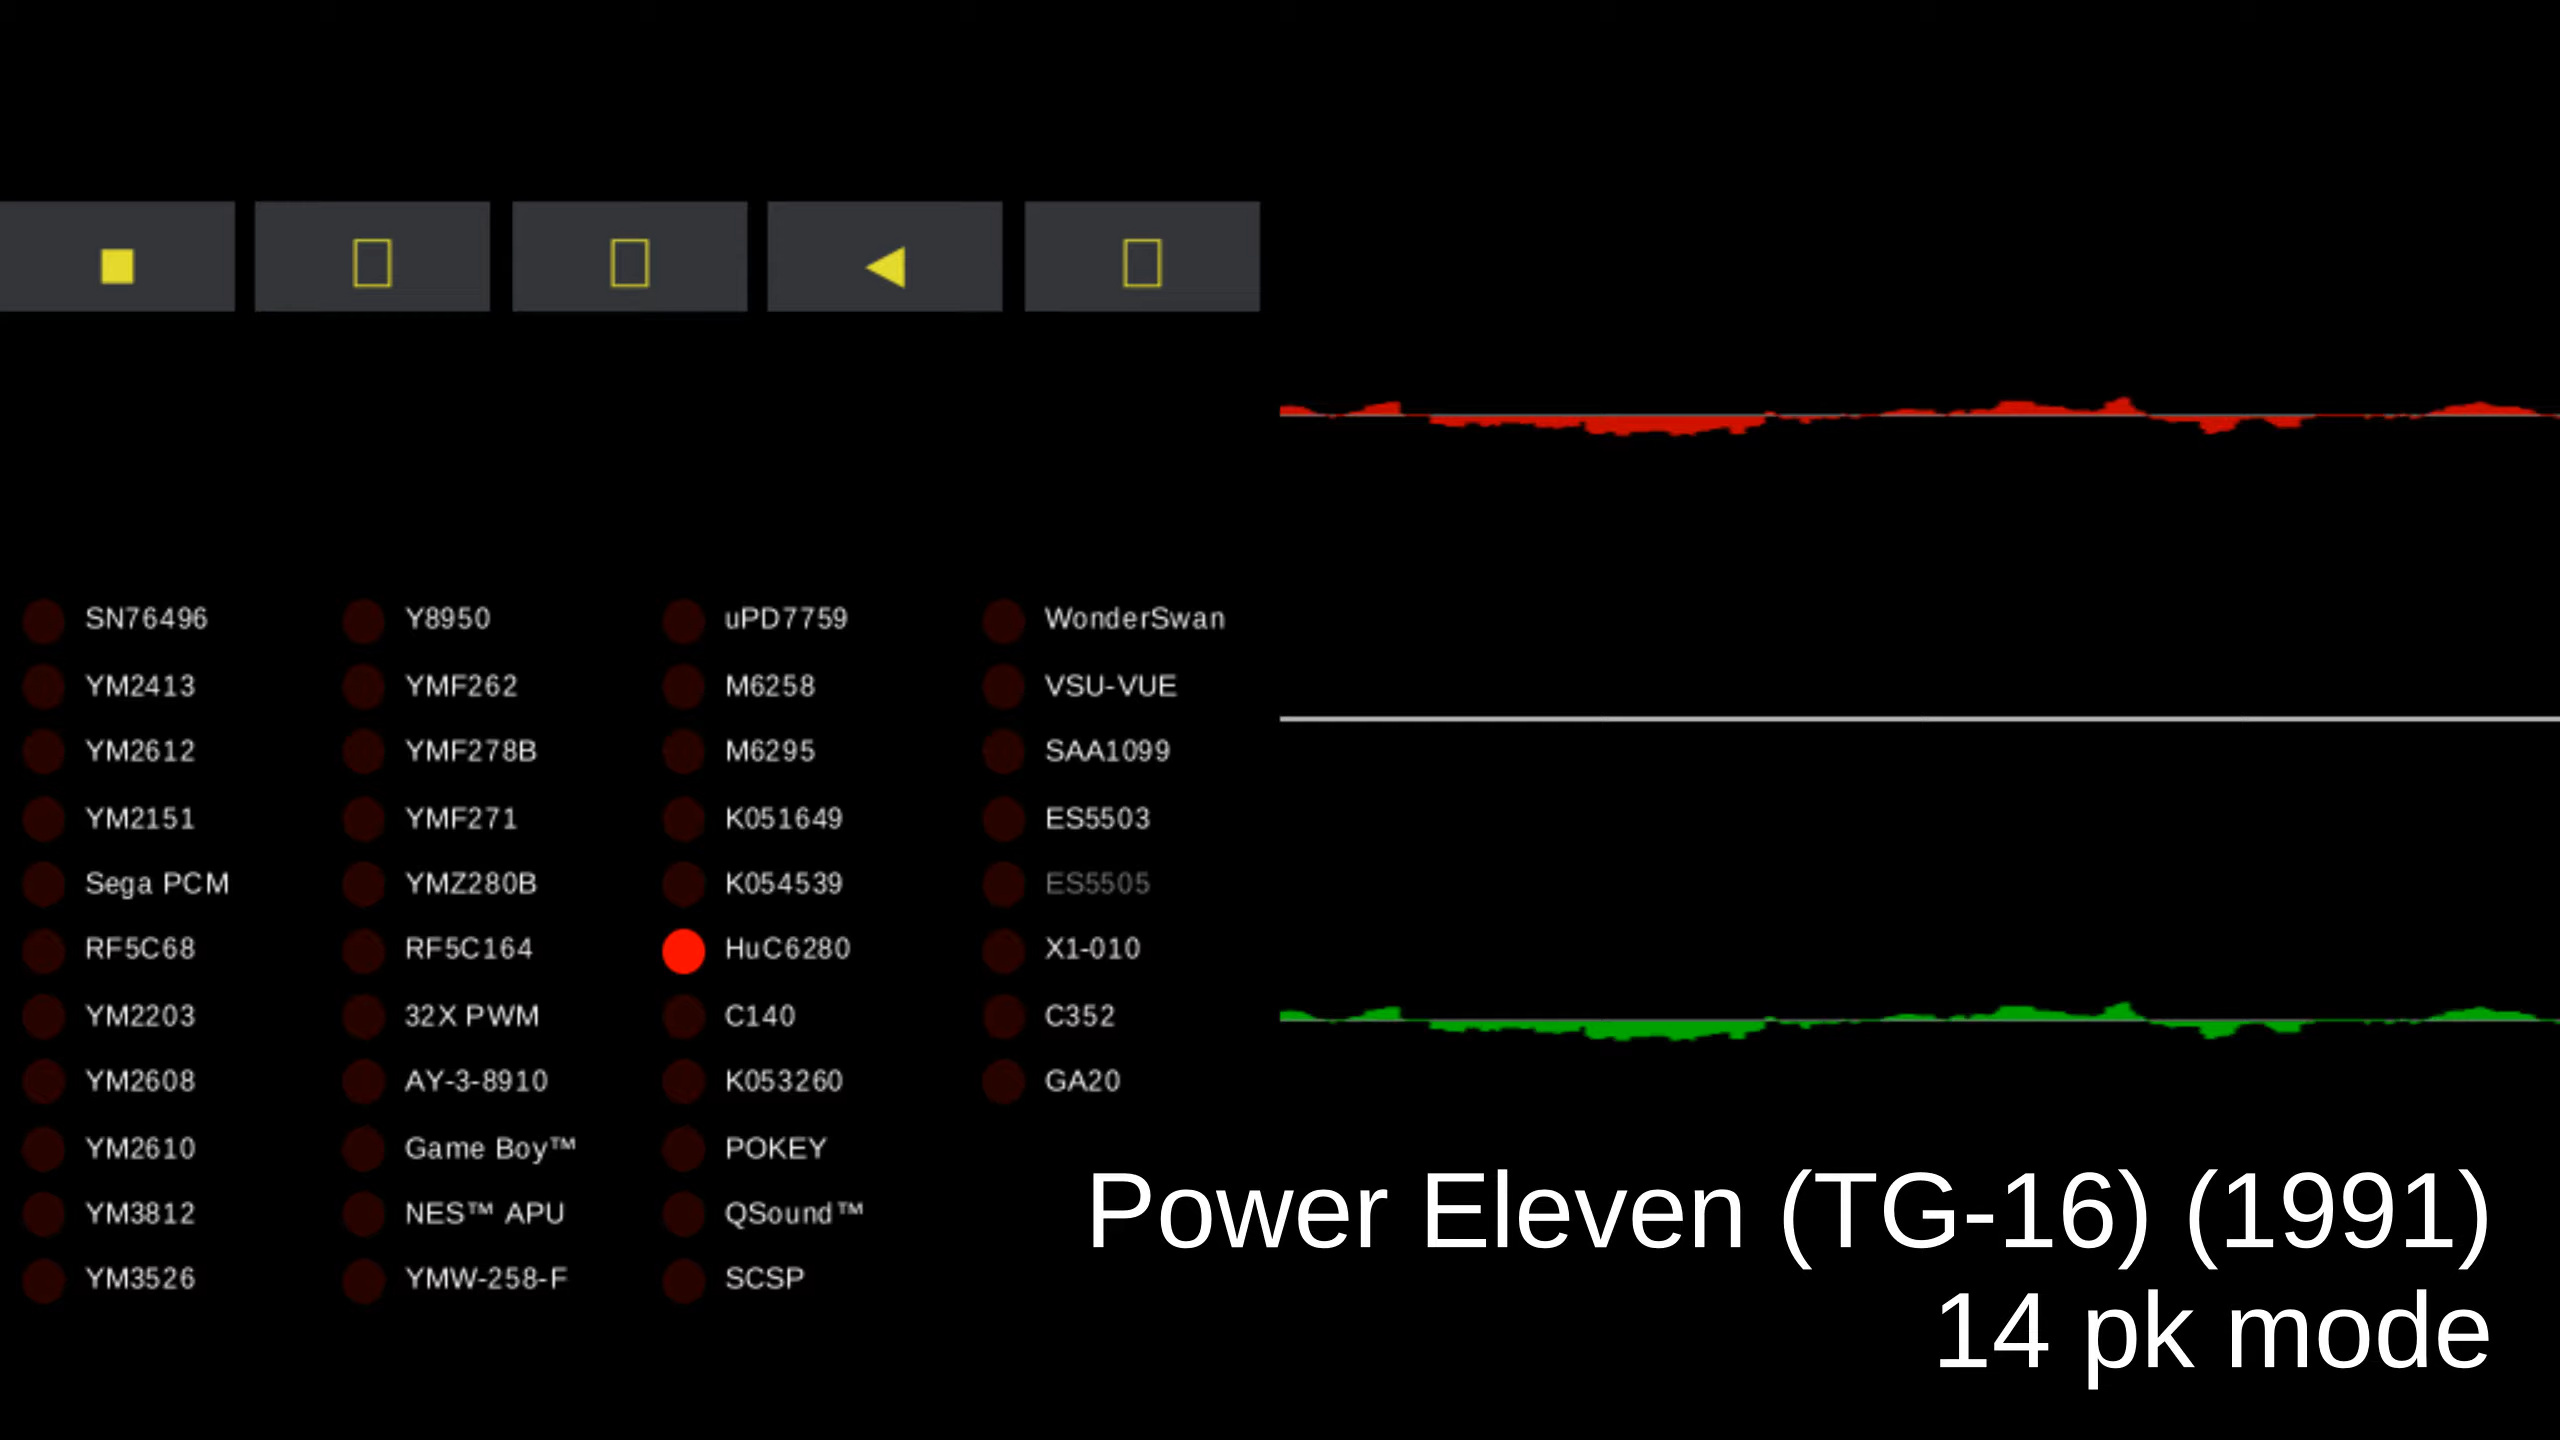 SN76496
YM2413
YM2612
YM2151
Sega PCM
RF5C68
YM2203
YM2608
YM2610
YM3812
YM3526
Y8950
YMF262
YMF278B
YMF271
YMZ280B
RF5C164
32X PWM
AY-3-8910
Game Boy™
NES™ APU
YMW-258-F
uPD7759
M6258
M6295
K051649
K054539
HuC6280
C140
K053260
POKEY
QSound™
SCSP
WonderSwan
VSU-VUE
SAA1099
ES5503
ES5505
X1-010
C352
GA20
Power Eleven (TG-16) (1991)
14 pk mode